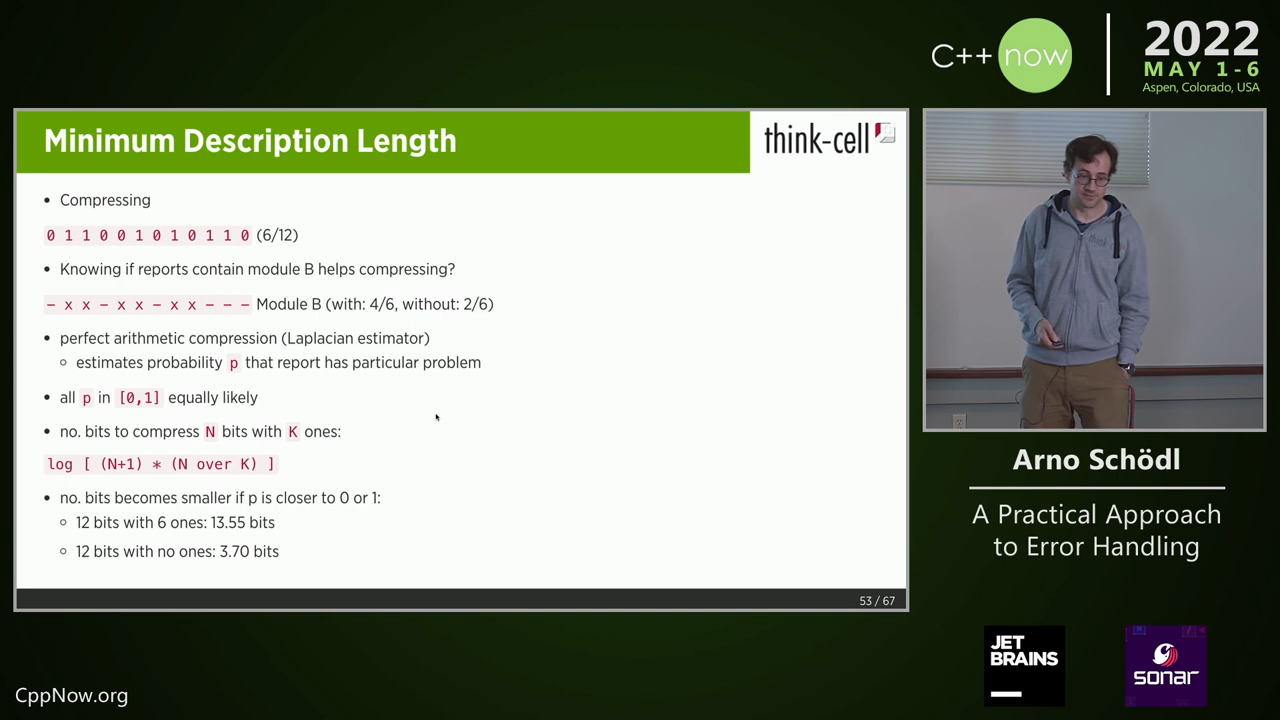 C++ now
2022
MAY 1-6
Aspen, Colorado, USA
Minimum Description Length
think-cell
• Compressing
0 1 1 0 0 1 0 1 0 1 1 0 (6/12)
• Knowing if reports contain module B helps compressing?
– x x – x x – x x – – – Module B (with: 4/6, without: 2/6)
• perfect arithmetic compression (Laplacian estimator)
◦ estimates probability p that report has particular problem
• all p in [0,1] equally likely
• no. bits to compress N bits with K ones:
log [ (N+1) * (N over K) ]
• no. bits becomes smaller if p is closer to 0 or 1:
◦ 12 bits with 6 ones: 13.55 bits
◦ 12 bits with no ones: 3.70 bits
53 / 67
think
Arno Schödl
A Practical Approach
to Error Handling
JET
BRAINS
sonar
CppNow.org